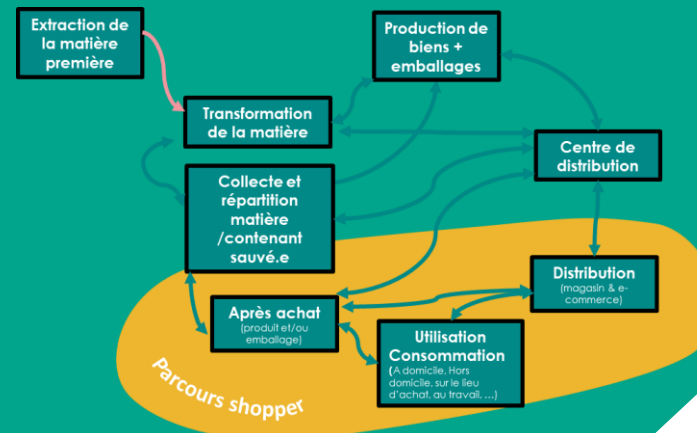 Extraction de
la matière
première
Production de
biens +
emballages
Transformation
de la matière
Centre de
distribution
Collecte et
répartition
matière
/contenant
sauvé.e
Distribution
(magasin & e-
commerce)
Après achat
(produit et/ou
emballage)
Utilisation
Consommation
(A domicile, Hors
domicile, sur le lieu
d'achat, au travail, ...)
Parcours shopper